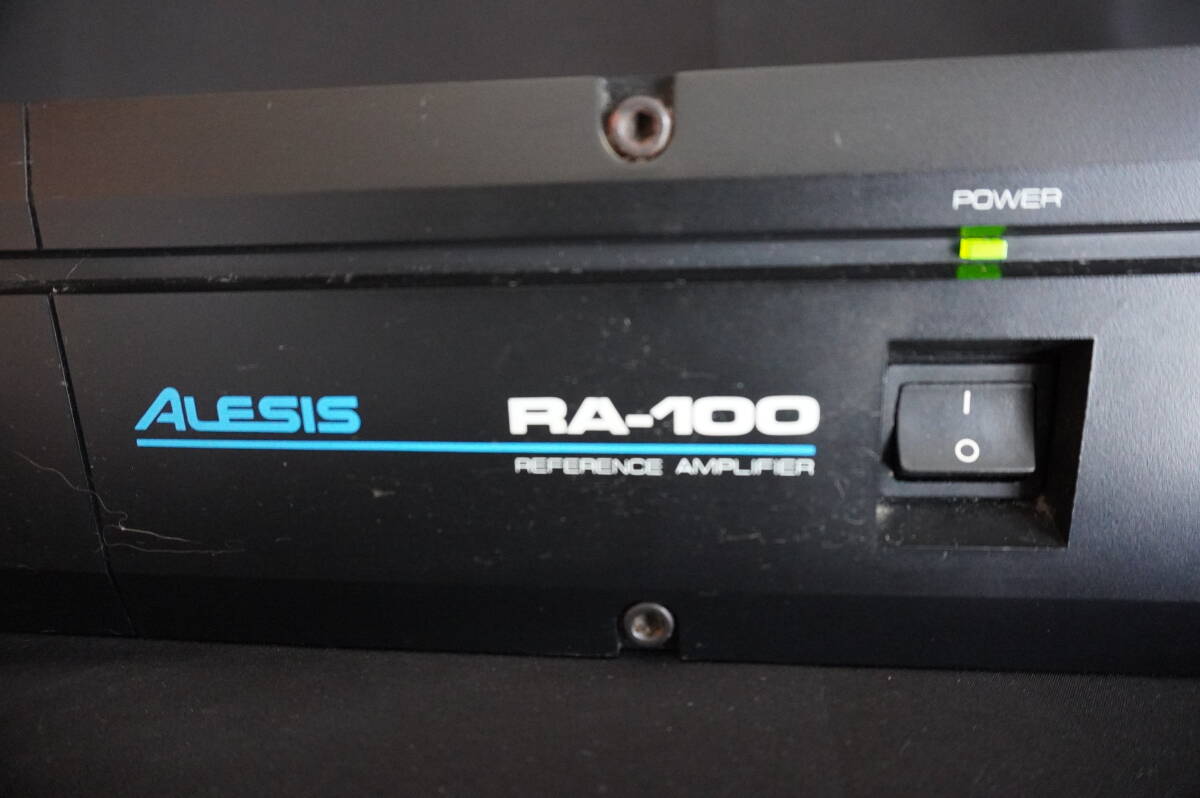 POWER
ALESIS RA-100
REFERENCE AMPLIFIER
I
O